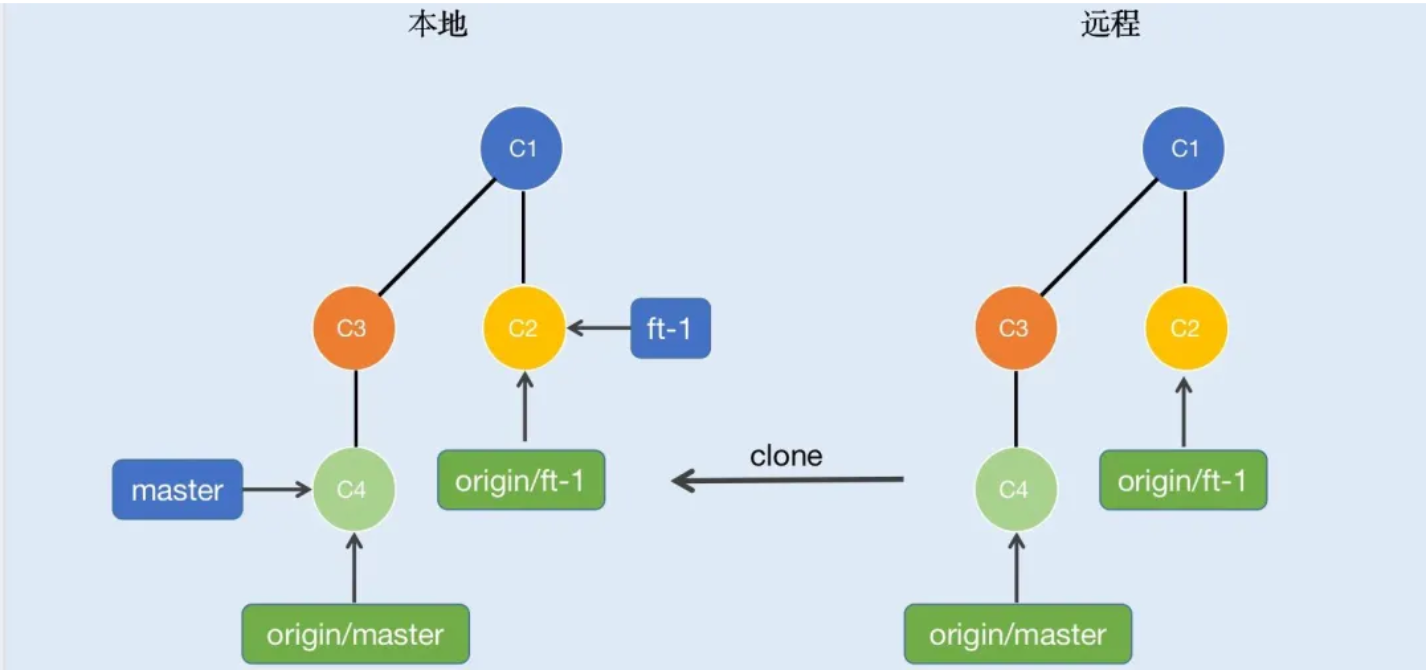 本地
远程
C1
C1
C3
C2
ft-1
C3
C2
master
C4
origin/ft-1
clone
C4
origin/ft-1
origin/master
origin/master